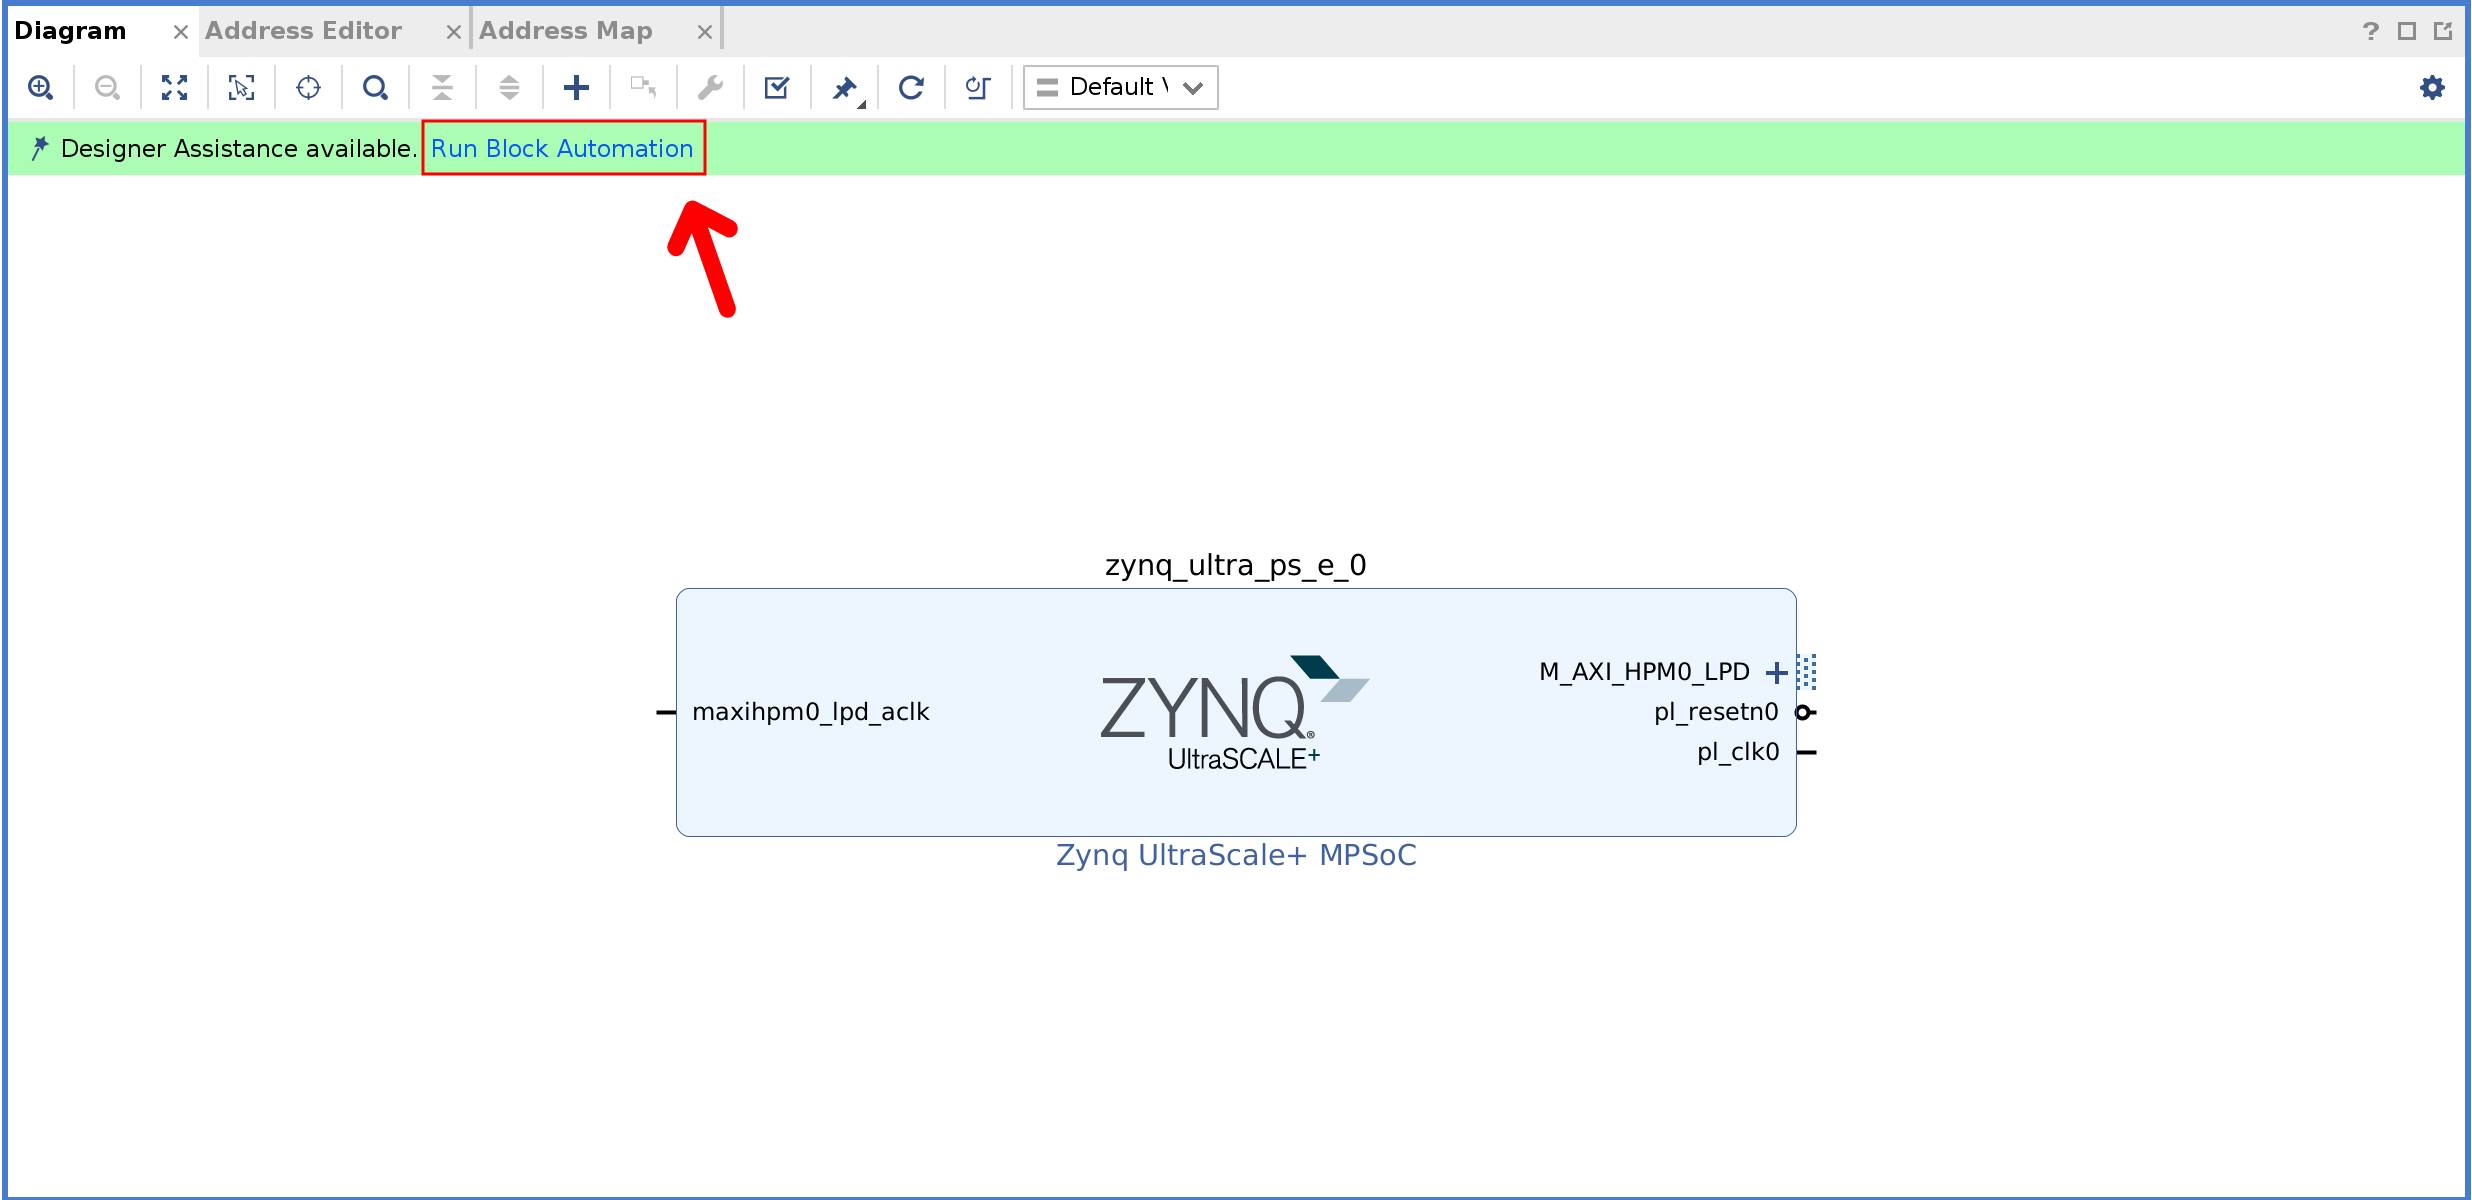 Diagram Address Editor Address Map ?
Default V
Designer Assistance available. Run Block Automation
zynq_ultra_ps_e_0
M_AXI_HPM0_LPD
maxihpm0_lpd_aclk
ZYNQ®
UltraSCALE+
pl_resetn0
pl_clk0
Zynq UltraScale+ MPSoC